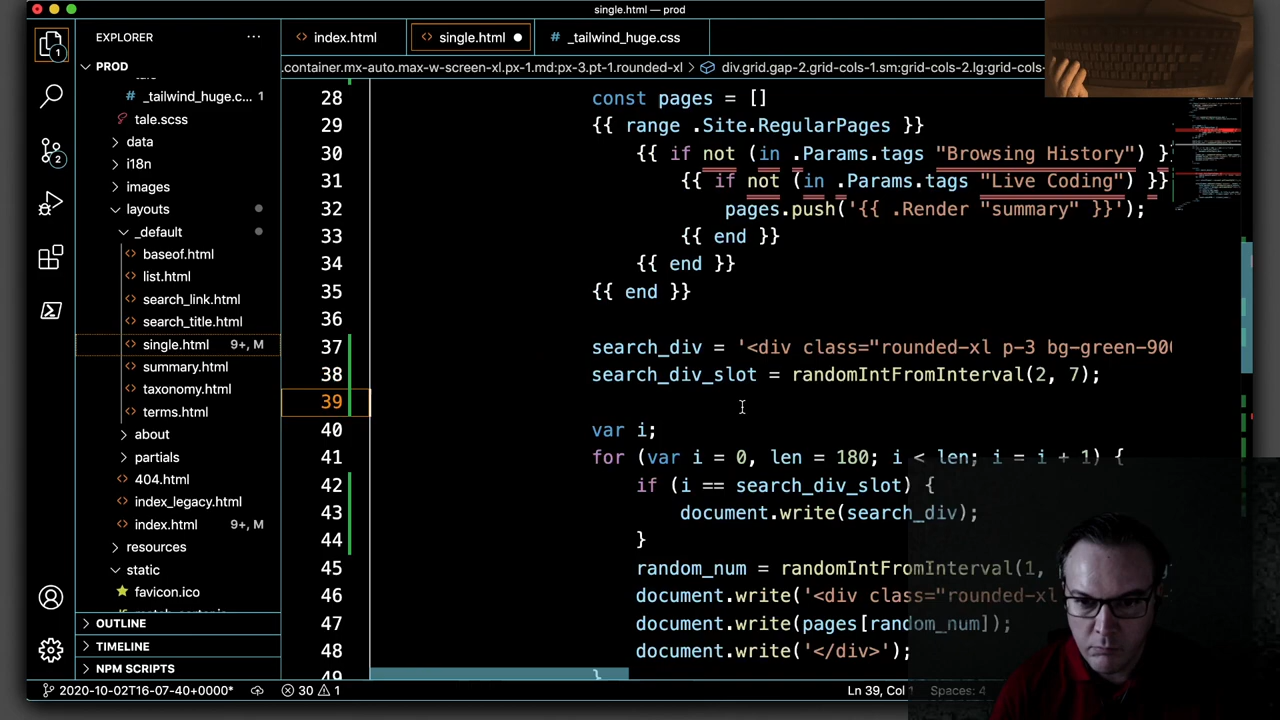 single.html — prod
EXPLORER
index.html
single.html
_tailwind_huge.css
PROD
.container.mx-auto.max-w-screen-xl.px-1.md:px-3.pt-1.rounded-xl
div.grid.gap-2.grid-cols-1.sm:grid-cols-2.lg:grid-cols-
_tailwind_huge.c... 1
tale.scss
data
i18n
images
layouts
_default
baseof.html
list.html
search_link.html
search_title.html
single.html 9+, M
summary.html
taxonomy.html
terms.html
about
partials
404.html
index_legacy.html
index.html 9+, M
resources
static
favicon.ico
OUTLINE
TIMELINE
NPM SCRIPTS
1
2
28 const pages = []
29 {{ range .Site.RegularPages }}
30 {{ if not (in .Params.tags "Browsing History") }
31 {{ if not (in .Params.tags "Live Coding") }}
32 pages.push('{{ .Render "summary" }}');
33 {{ end }}
34 {{ end }}
35 {{ end }}
36
37 search_div = '<div class="rounded-xl p-3 bg-green-900
38 search_div_slot = randomIntFromInterval(2, 7);
39
40 var i;
41 for (var i = 0, len = 180; i < len; i = i + 1) {
42 if (i == search_div_slot) {
43 document.write(search_div);
44 }
45 random_num = randomIntFromInterval(1,
46 document.write('<div class="rounded-xl
47 document.write(pages[random_num]);
48 document.write('</div>');
49 }
2020-10-02T16-07-40+0000*
30
1
Ln 39, Col
Spaces: 4